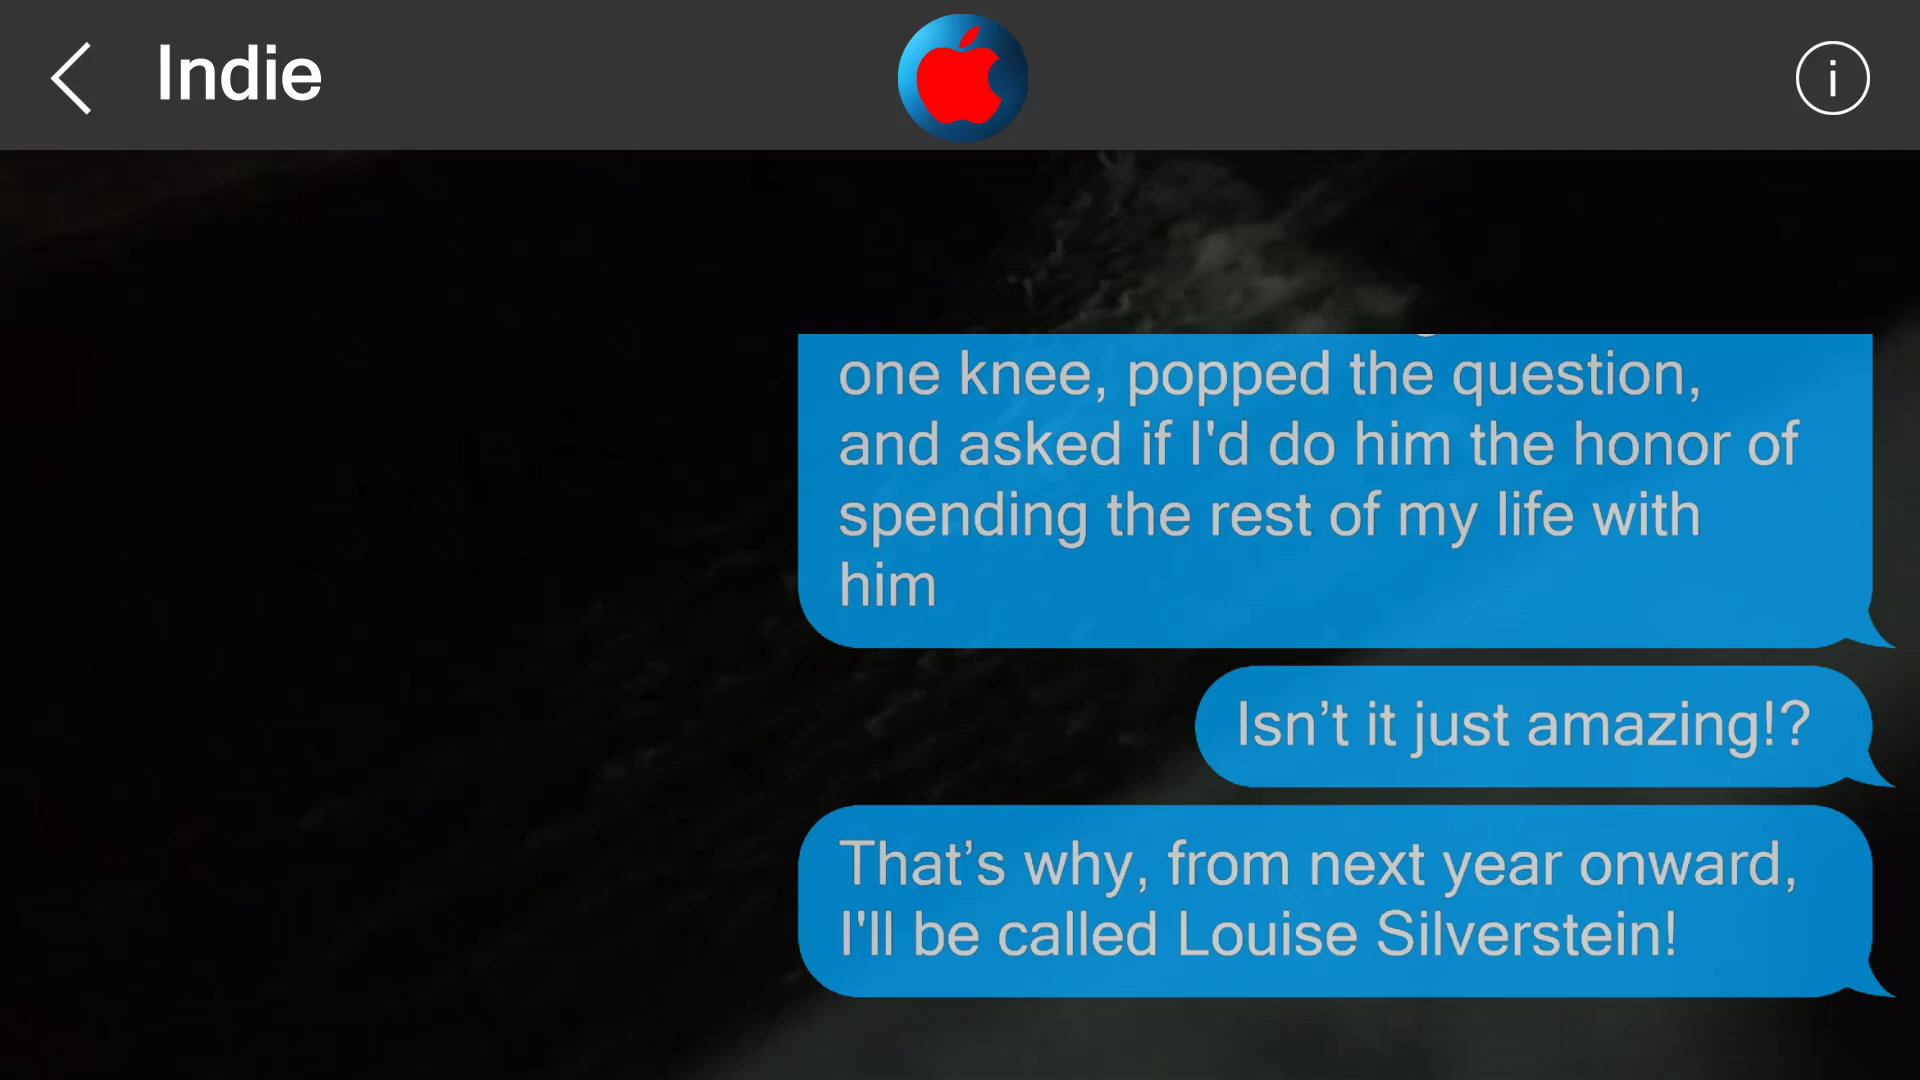 Indie
i
one knee, popped the question,
and asked if I'd do him the honor of
spending the rest of my life with
him
Isn’t it just amazing!?
That’s why, from next year onward,
I'll be called Louise Silverstein!